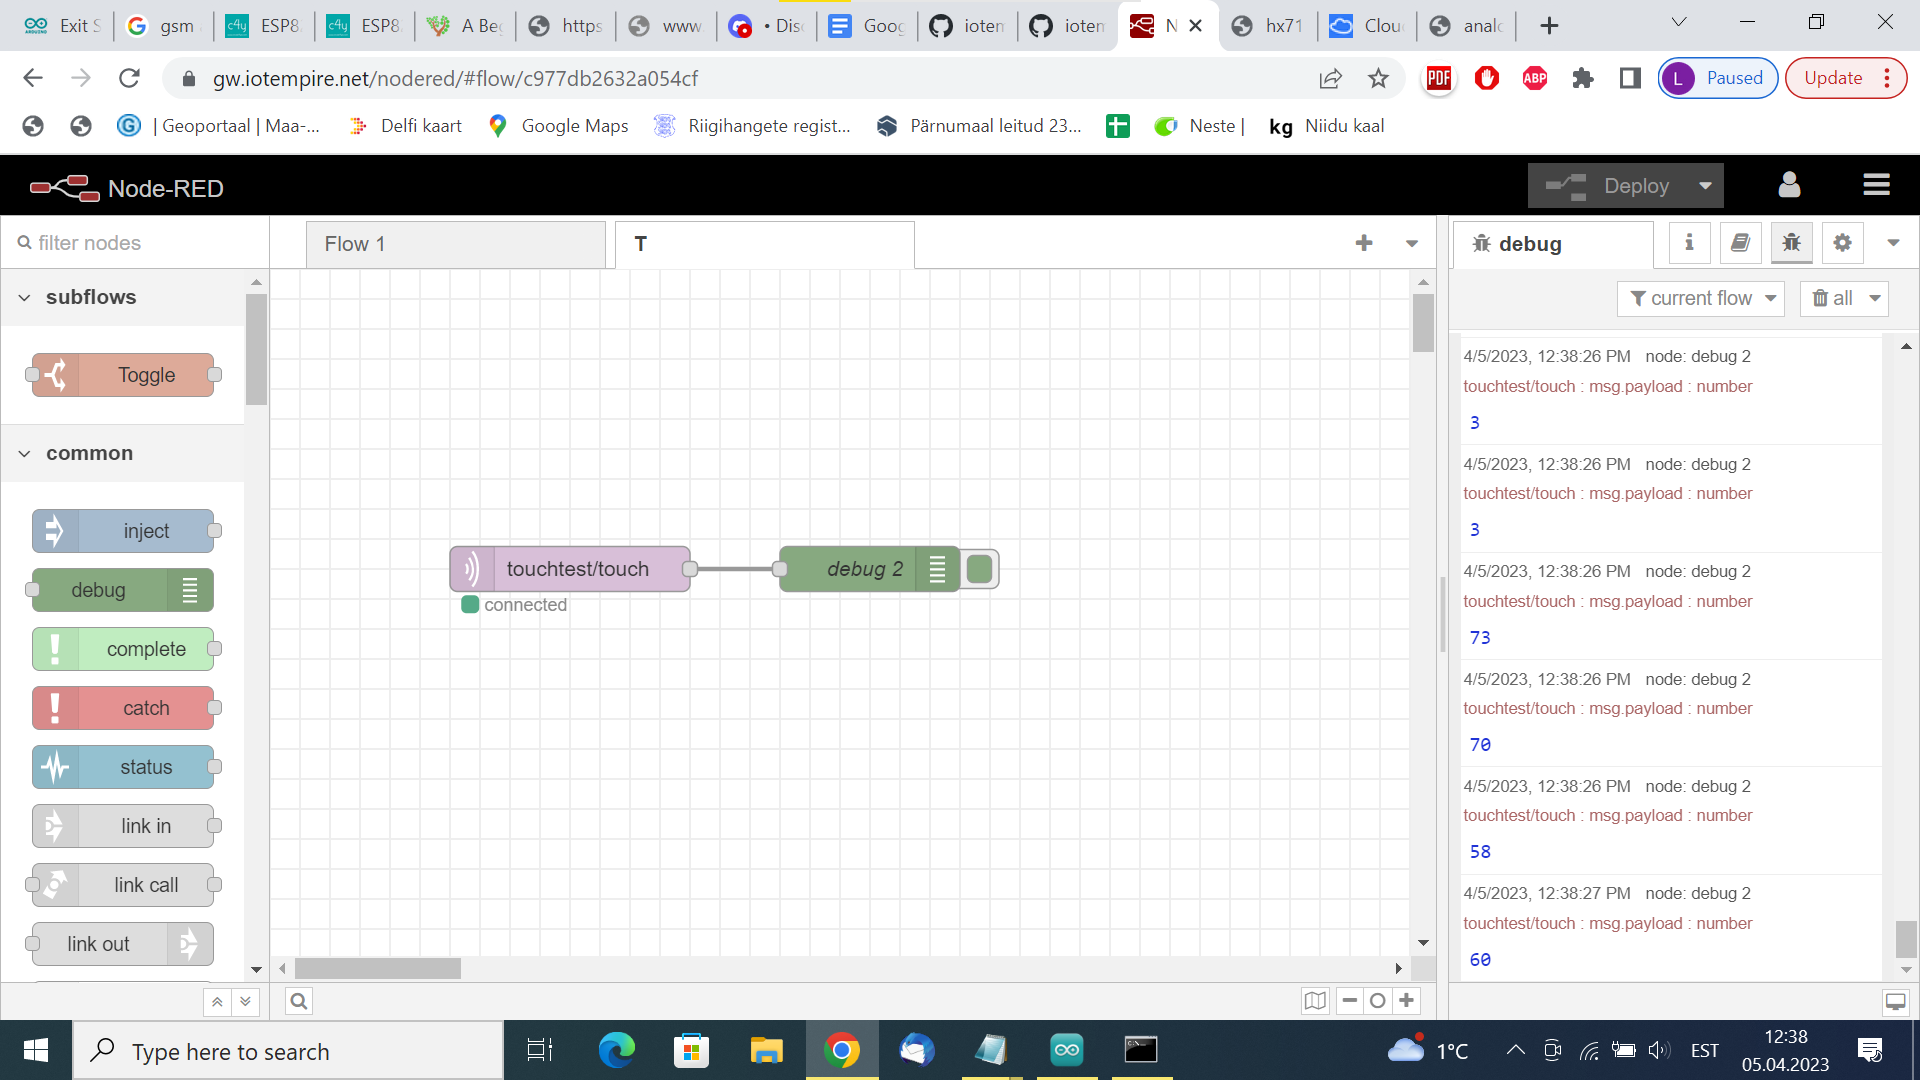 Exit S
gsm
ESP8
ESP8
A Be
https
www
• Disc
Goog
iotem
iotem
N
hx71
Clou
analo
gw.iotempire.net/nodered/#flow/c977db2632a054cf
PDF
ABP
L
Paused
Update
| Geoportaal | Maa-...
Delfi kaart
Google Maps
Riigihangete regist...
Pärnumaal leitud 23...
Neste |
kg Niidu kaal
Node-RED
Deploy
filter nodes
Flow 1
T
debug
subflows
current flow
all
Toggle
common
inject
debug
complete
catch
status
link in
link call
link out
touchtest/touch
connected
debug 2
4/5/2023, 12:38:26 PM node: debug 2
touchtest/touch : msg.payload : number
3
4/5/2023, 12:38:26 PM node: debug 2
touchtest/touch : msg.payload : number
3
4/5/2023, 12:38:26 PM node: debug 2
touchtest/touch : msg.payload : number
73
4/5/2023, 12:38:26 PM node: debug 2
touchtest/touch : msg.payload : number
70
4/5/2023, 12:38:26 PM node: debug 2
touchtest/touch : msg.payload : number
58
4/5/2023, 12:38:27 PM node: debug 2
touchtest/touch : msg.payload : number
60
Type here to search
1°C
EST
12:38
05.04.2023